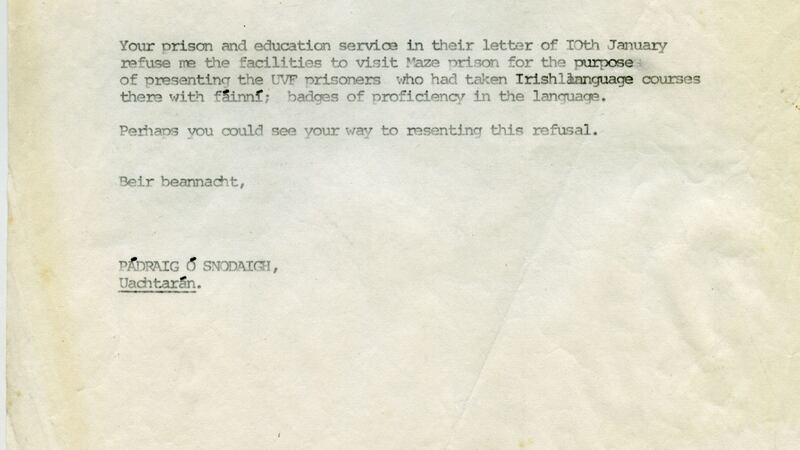 Your prison and education service in their letter of IOth January
refuse me the facilities to visit Maze prison for the purpose
of presenting the UVF prisoners who had taken Irishlàanguage courses
there with fáinní; badges of proficiency in the language.
Perhaps you could see your way to resenting this refusal.
Beir beannacht,
PÁDRAIG Ó SNODAIGH,
Uachtarán.